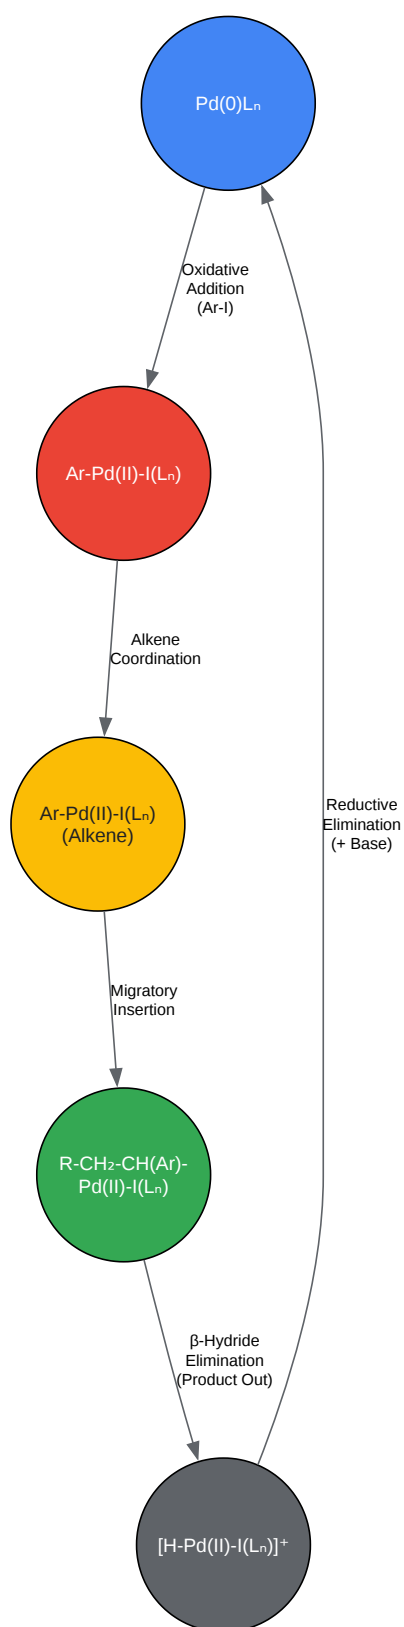 Pd(0)Lₙ
Oxidative
Addition
(Ar-I)
Ar-Pd(II)-I(Lₙ)
Alkene
Coordination
Ar-Pd(II)-I(Lₙ)
(Alkene)
Reductive
Elimination
(+ Base)
Migratory
Insertion
R-CH₂-CH(Ar)-
Pd(II)-I(Lₙ)
β-Hydride
Elimination
(Product Out)
[H-Pd(II)-I(Lₙ)]⁺